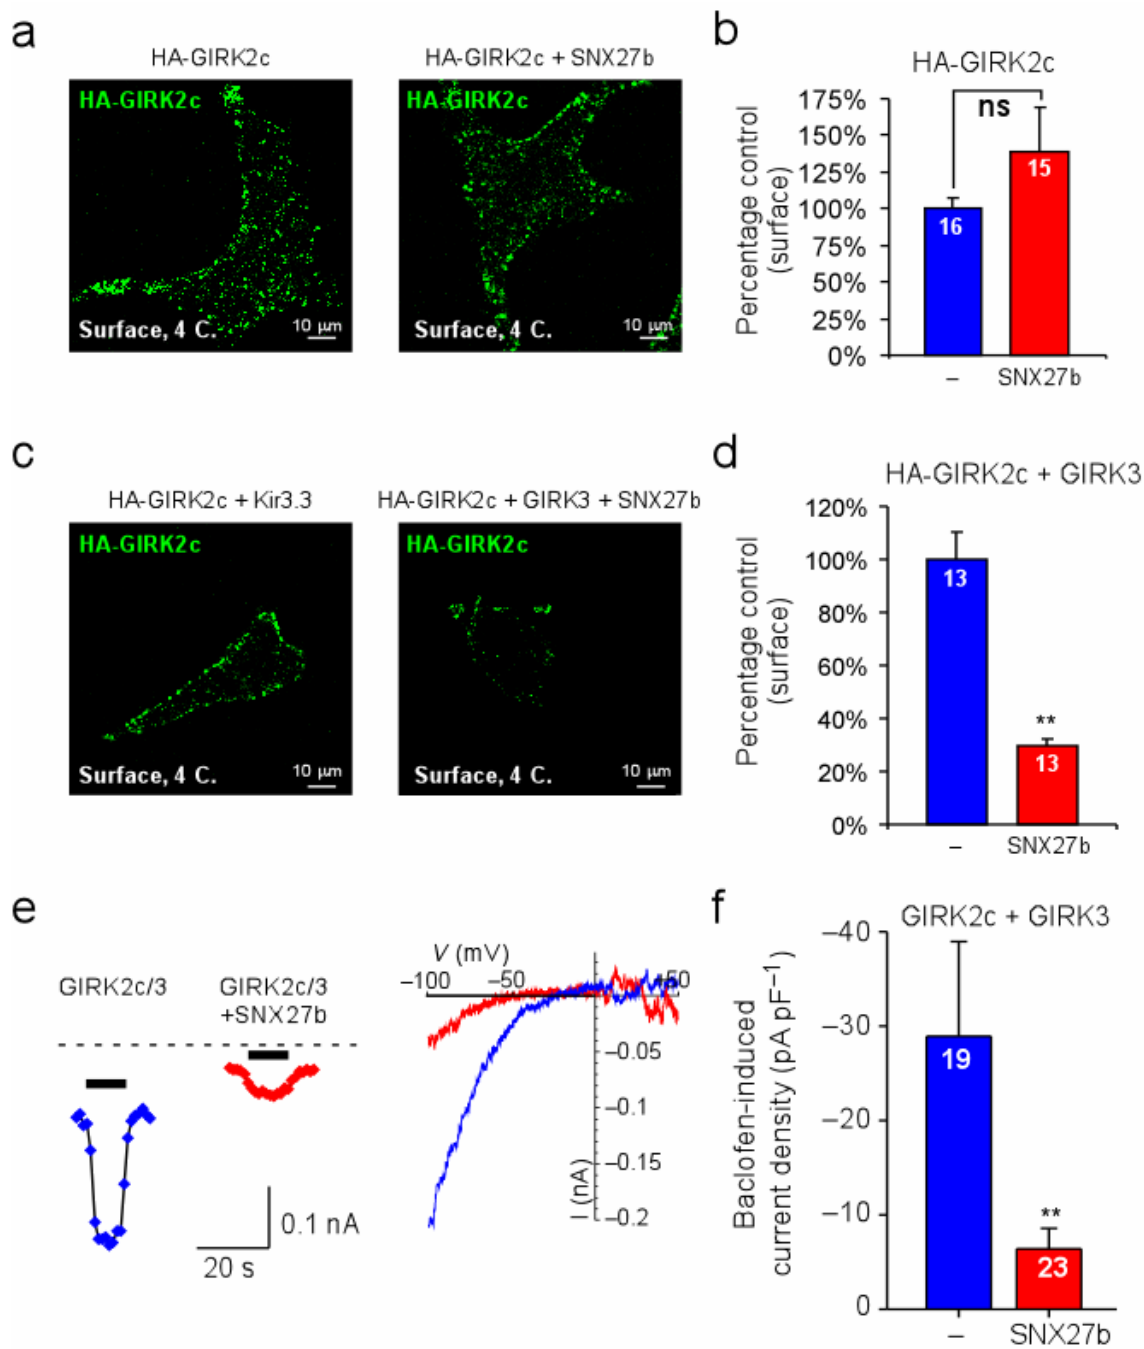 a
HA-GIRK2c
HA-GIRK2c + SNX27b
HA-GIRK2c
Surface, 4 C.
10 μm
HA-GIRK2c
Surface, 4 C.
10 μm
b
HA-GIRK2c
Percentage control
(surface)
175%
150%
125%
100%
75%
50%
25%
0%
ns
16
15
–
SNX27b
c
HA-GIRK2c + Kir3.3
HA-GIRK2c + GIRK3 + SNX27b
HA-GIRK2c
Surface, 4 C.
10 μm
HA-GIRK2c
Surface, 4 C.
10 μm
d
HA-GIRK2c + GIRK3
Percentage control
(surface)
120%
100%
80%
60%
40%
20%
0%
13
**
13
–
SNX27b
e
GIRK2c/3
GIRK2c/3
+SNX27b
0.1 nA
20 s
V (mV)
–100
–50
+50
–0.05
–0.1
–0.15
–0.2
I (nA)
f
GIRK2c + GIRK3
Baclofen-induced
current density (pA pF⁻¹)
–40
–30
–20
–10
0
19
**
23
–
SNX27b